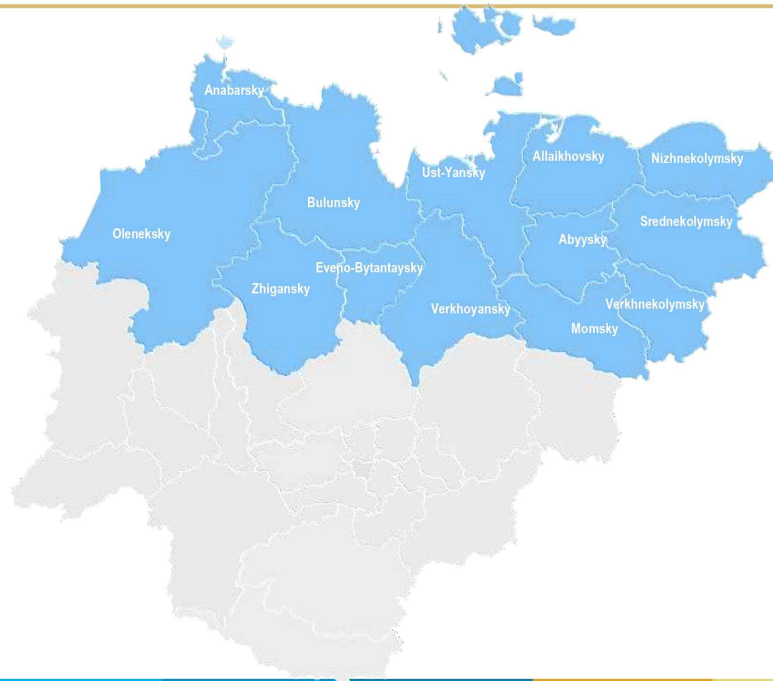 Anabarsky
Allaikhovsky
Nizhnekolymsky
Ust-Yansky
Bulunsky
Srednekolymsky
Oleneksky
Abyysky
Eveno-Bytantaysky
Zhigansky
Verkhnekolymsky
Verkhoyansky
Momsky